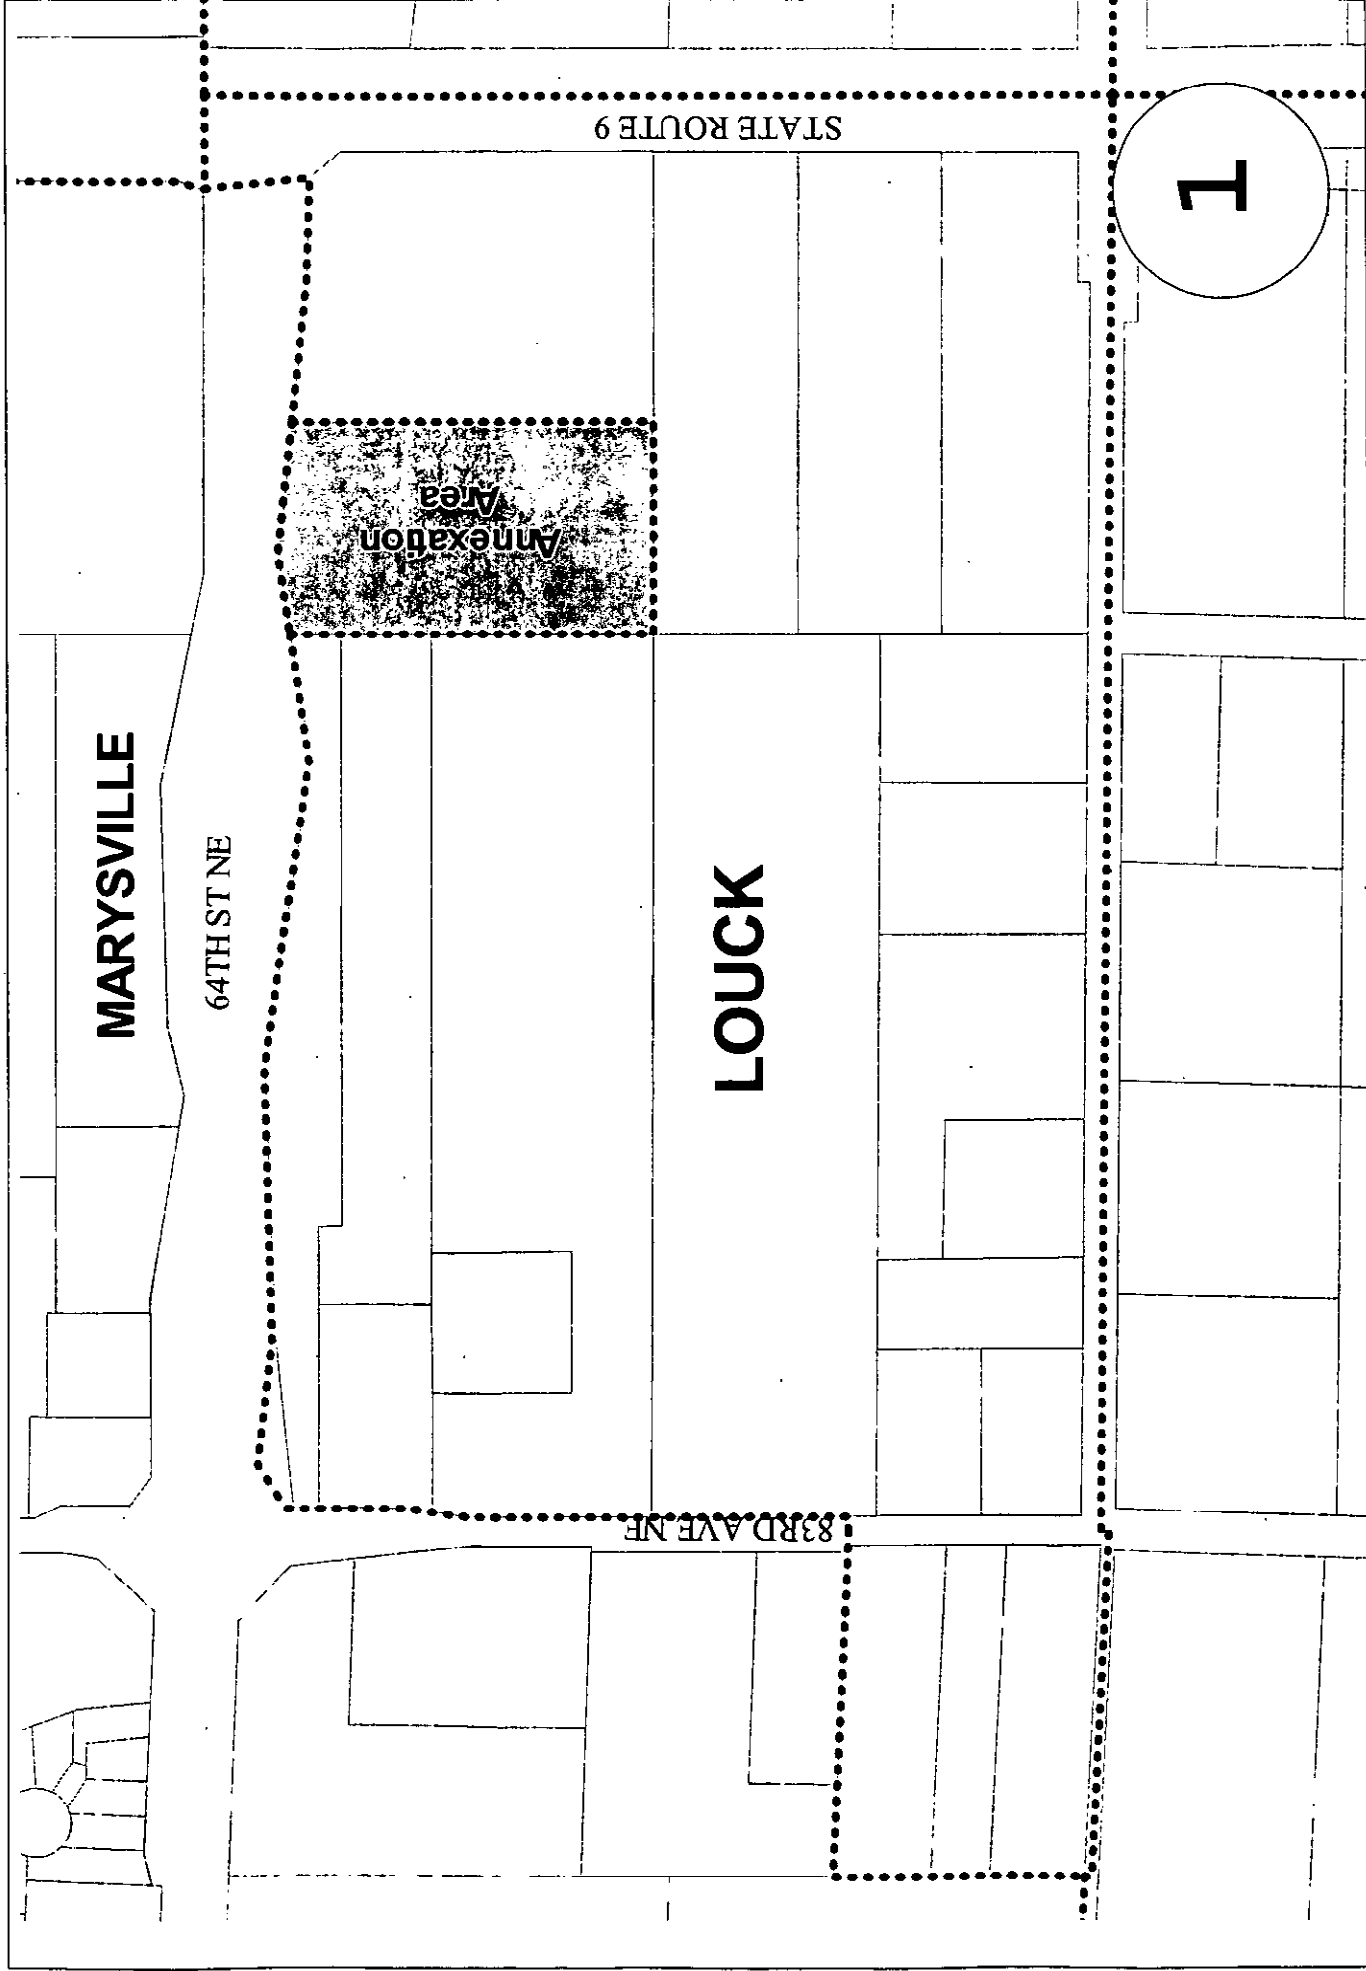 MARYSVILLE
64TH ST NE
STATE ROUTE 9
Annexation
Area
LOUCK
83RD AVE NE
1